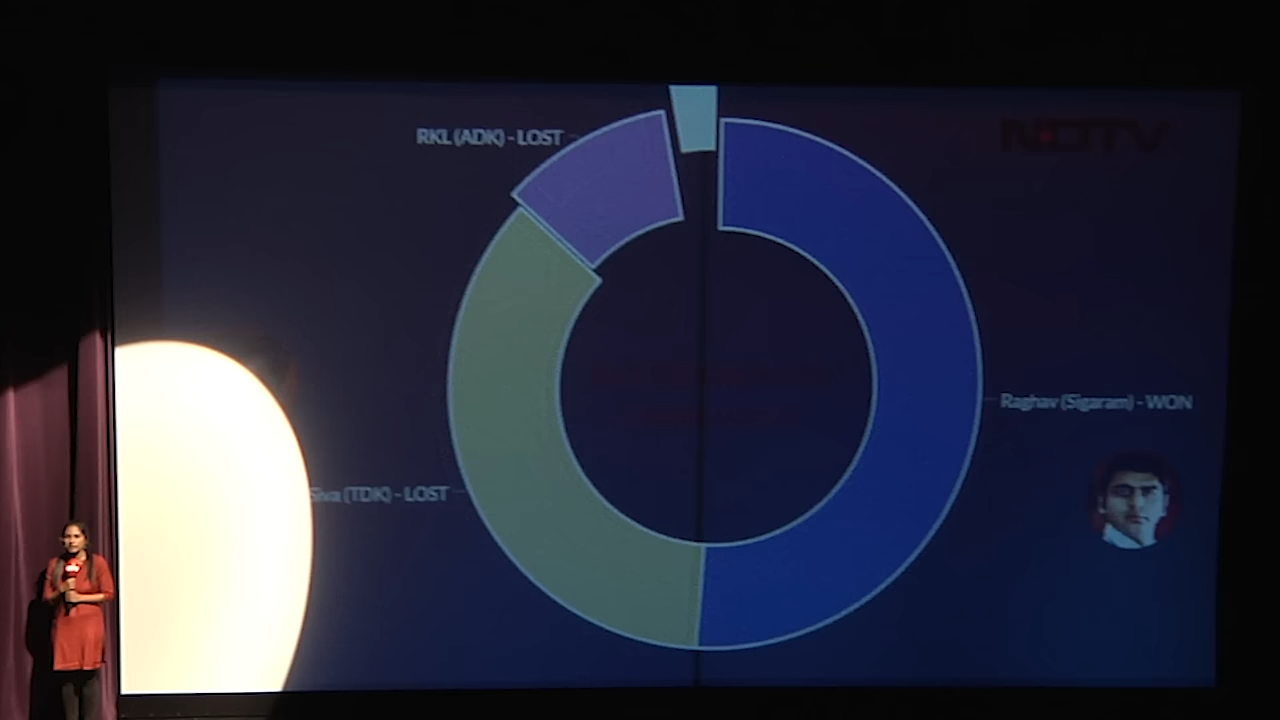 RKL (ADK) - LOST
NDTV
Raghav (Sigaram) - WON
Siva (TDK) - LOST